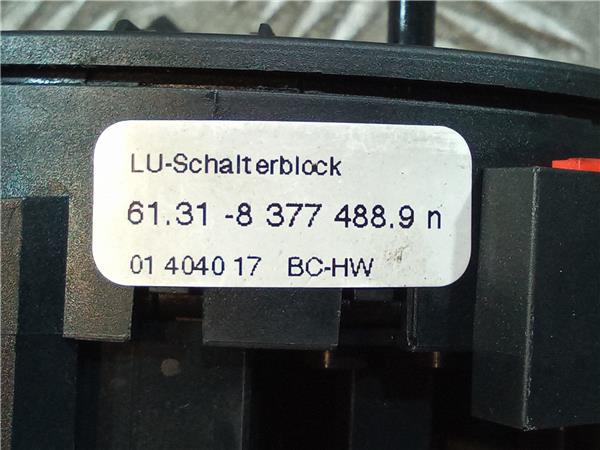 LU-Schalterblock
61.31 -8 377 488.9 n
01 4040 17 BC-HW